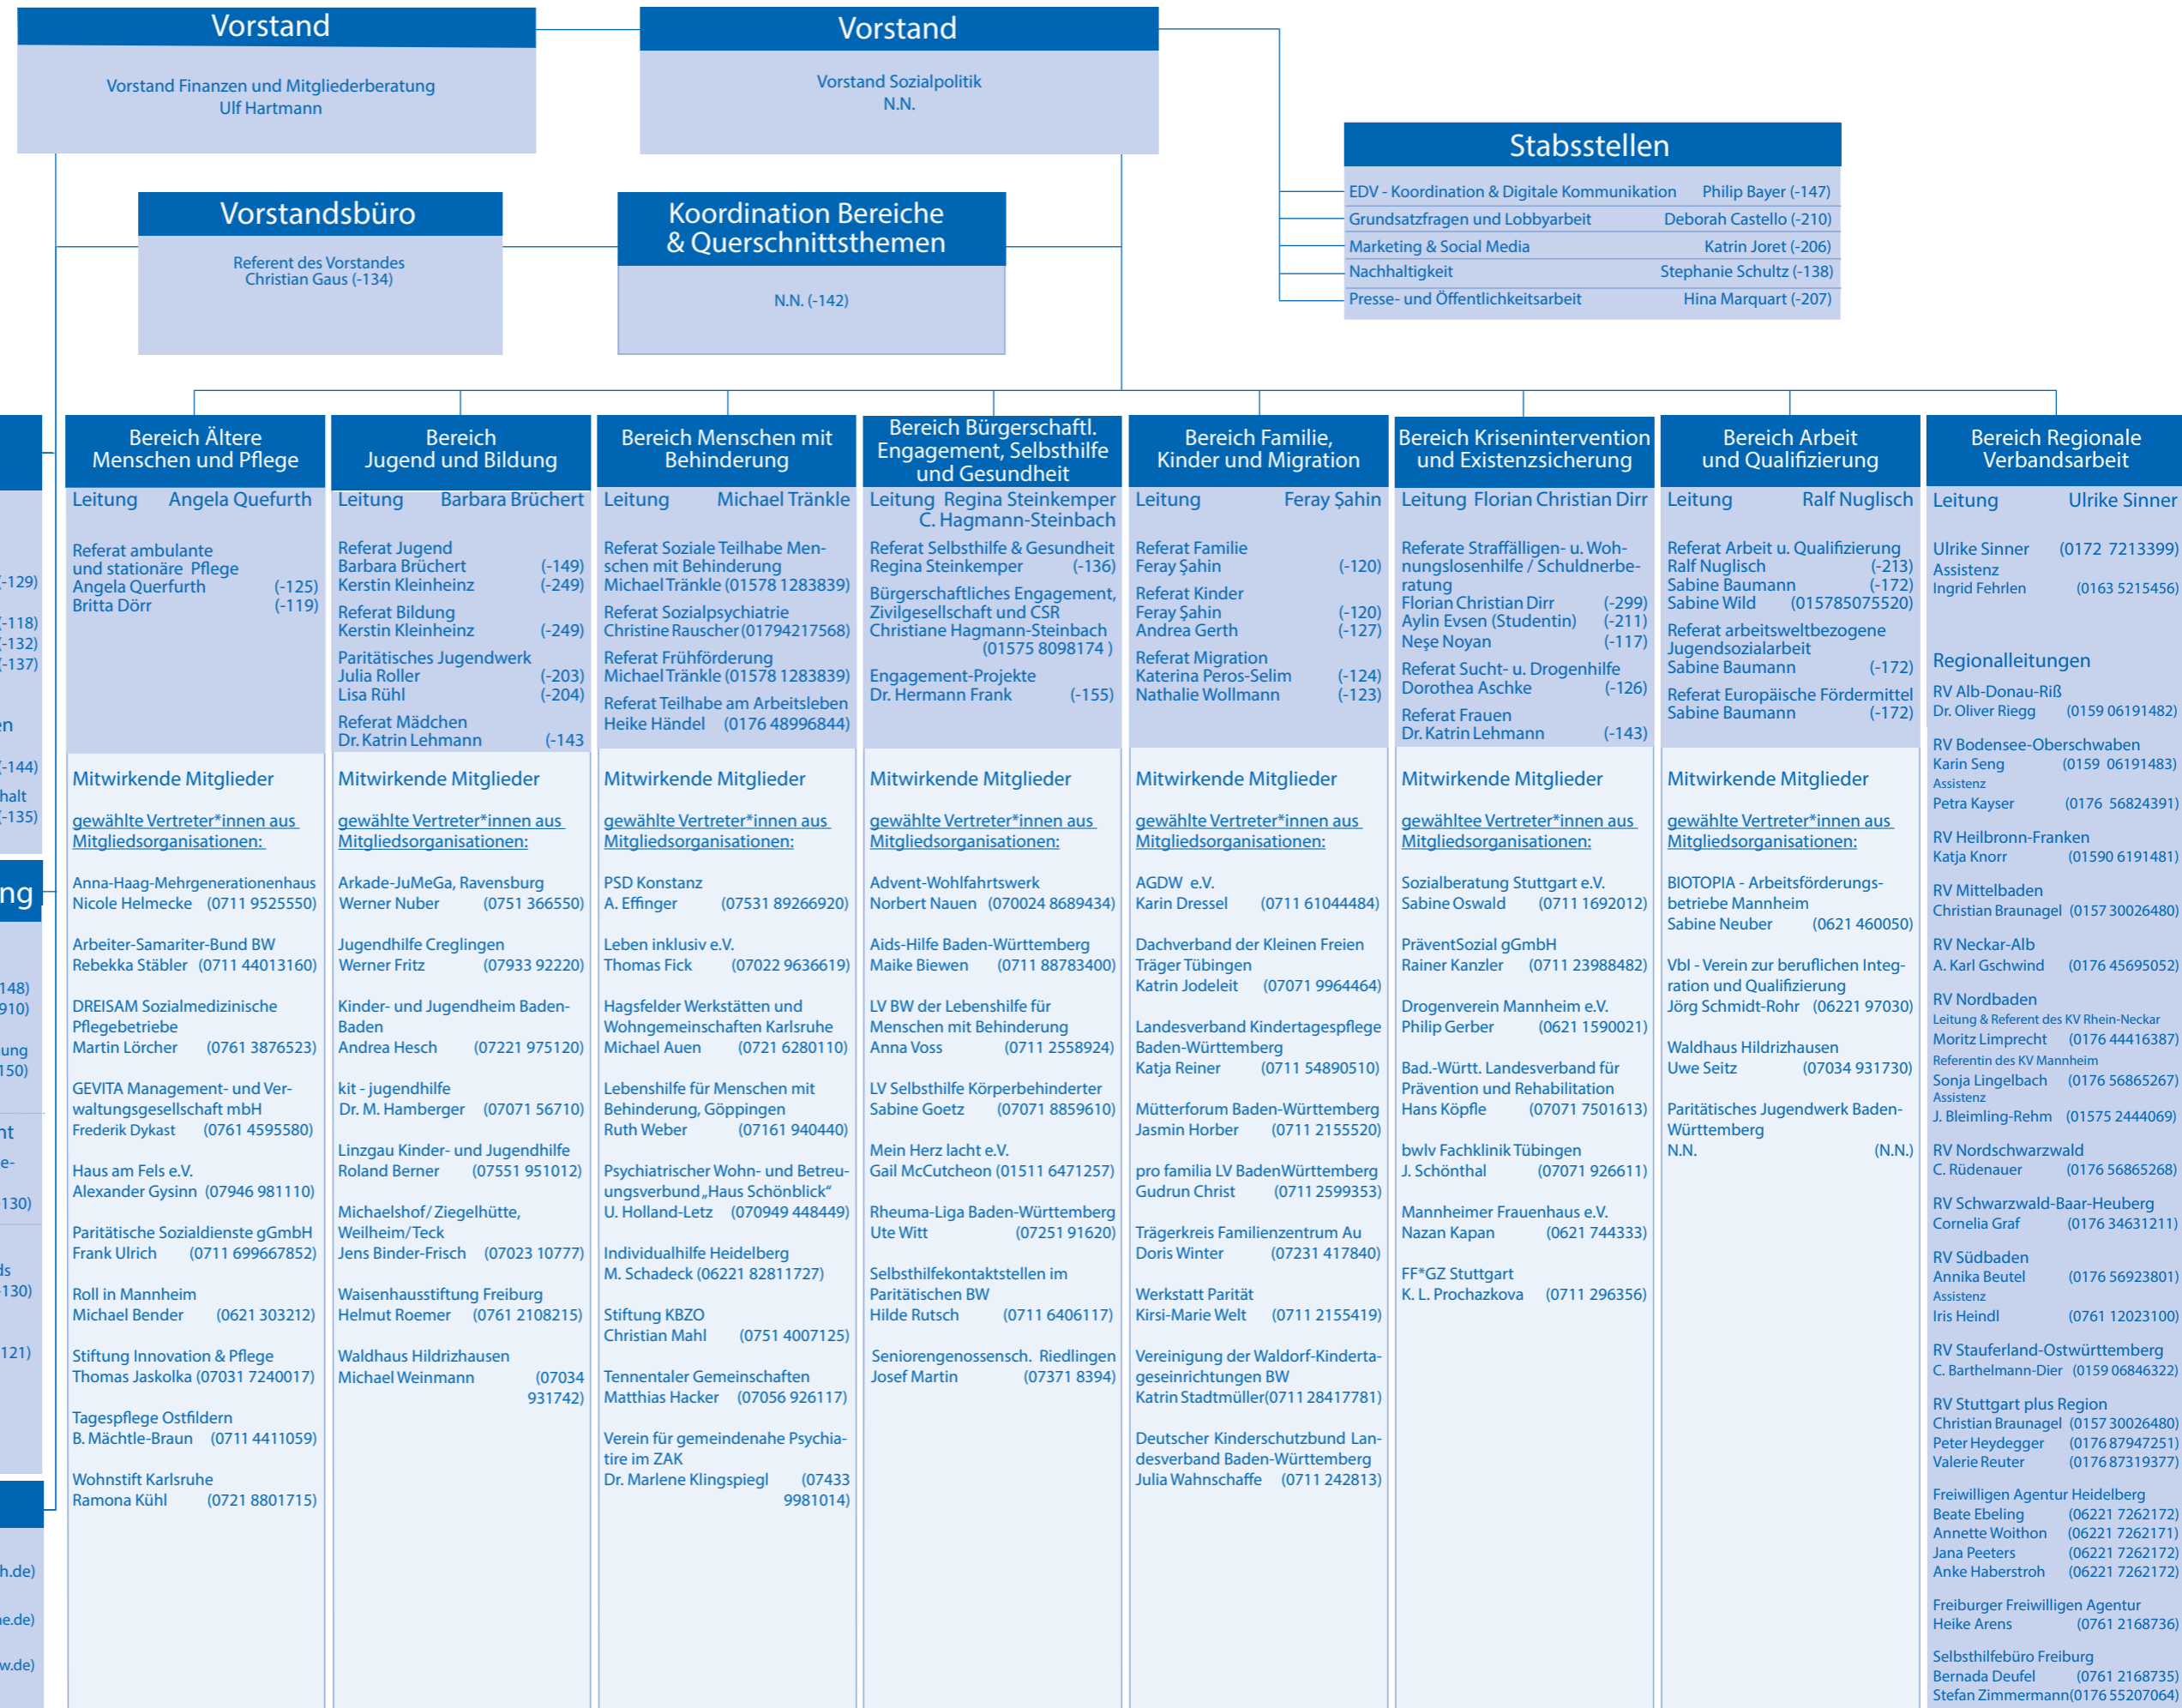 Vorstand
Vorstand Finanzen und Mitgliederberatung
Ulf Hartmann
Vorstand
Vorstand Sozialpolitik
N.N.
Stabsstellen
EDV - Koordination & Digitale Kommunikation Philip Bayer (-147)
Grundsatzfragen und Lobbyarbeit Deborah Castello (-210)
Marketing & Social Media Katrin Joret (-206)
Nachhaltigkeit Stephanie Schultz (-138)
Presse- und Öffentlichkeitsarbeit Hina Marquart (-207)
Vorstandsbüro
Referent des Vorstandes
Christian Gaus (-134)
Koordination Bereiche
& Querschnittsthemen
N.N. (-142)
(-129)
(-118)
(-132)
(-137)
en
(-144)
halt
(-135)
ng
148)
910)
ung
150)
nt
e-
130)
ds
130)
121)
h.de)
ne.de)
w.de)
Bereich Ältere
Menschen und Pflege
Leitung Angela Quefurth
Referat ambulante
und stationäre Pflege
Angela Querfurth (-125)
Britta Dörr (-119)
Mitwirkende Mitglieder
gewählte Vertreter*innen aus
Mitgliedsorganisationen:
Anna-Haag-Mehrgenerationenhaus
Nicole Helmecke (0711 9525550)
Arbeiter-Samariter-Bund BW
Rebekka Stäbler (0711 44013160)
DREISAM Sozialmedizinische
Pflegebetriebe
Martin Lörcher (0761 3876523)
GEVITA Management- und Ver-
waltungsgesellschaft mbH
Frederik Dykast (0761 4595580)
Haus am Fels e.V.
Alexander Gysinn (07946 981110)
Paritätische Sozialdienste gGmbH
Frank Ulrich (0711 699667852)
Roll in Mannheim
Michael Bender (0621 303212)
Stiftung Innovation & Pflege
Thomas Jaskolka (07031 7240017)
Tagespflege Ostfildern
B. Mächtle-Braun (0711 4411059)
Wohnstift Karlsruhe
Ramona Kühl (0721 8801715)
Bereich
Jugend und Bildung
Leitung Barbara Brüchert
Referat Jugend
Barbara Brüchert (-149)
Kerstin Kleinheinz (-249)
Referat Bildung
Kerstin Kleinheinz (-249)
Paritätisches Jugendwerk
Julia Roller (-203)
Lisa Rühl (-204)
Referat Mädchen
Dr. Katrin Lehmann (-143
Mitwirkende Mitglieder
gewählte Vertreter*innen aus
Mitgliedsorganisationen:
Arkade-JuMeGa, Ravensburg
Werner Nuber (0751 366550)
Jugendhilfe Creglingen
Werner Fritz (07933 92220)
Kinder- und Jugendheim Baden-
Baden
Andrea Hesch (07221 975120)
kit - jugendhilfe
Dr. M. Hamberger (07071 56710)
Linzgau Kinder- und Jugendhilfe
Roland Berner (07551 951012)
Michaelshof/ Ziegelhütte,
Weilheim/Teck
Jens Binder-Frisch (07023 10777)
Waisenhausstiftung Freiburg
Helmut Roemer (0761 2108215)
Waldhaus Hildrizhausen
Michael Weinmann (07034
931742)
Bereich Menschen mit
Behinderung
Leitung Michael Tränkle
Referat Soziale Teilhabe Men-
schen mit Behinderung
Michael Tränkle (01578 1283839)
Referat Sozialpsychiatrie
Christine Rauscher (01794217568)
Referat Frühförderung
Michael Tränkle (01578 1283839)
Referat Teilhabe am Arbeitsleben
Heike Händel (0176 48996844)
Mitwirkende Mitglieder
gewählte Vertreter*innen aus
Mitgliedsorganisationen:
PSD Konstanz
A. Effinger (07531 89266920)
Leben inklusiv e.V.
Thomas Fick (07022 9636619)
Hagsfelder Werkstätten und
Wohngemeinschaften Karlsruhe
Michael Auen (0721 6280110)
Lebenshilfe für Menschen mit
Behinderung, Göppingen
Ruth Weber (07161 940440)
Psychiatrischer Wohn- und Betreu-
ungsverbund „Haus Schönblick“
U. Holland-Letz (070949 448449)
Individualhilfe Heidelberg
M. Schadeck (06221 82811727)
Stiftung KBZO
Christian Mahl (0751 4007125)
Tennentaler Gemeinschaften
Matthias Hacker (07056 926117)
Verein für gemeindenahe Psychia-
tire im ZAK
Dr. Marlene Klingspiegl (07433
9981014)
Bereich Bürgerschaftl.
Engagement, Selbsthilfe
und Gesundheit
Leitung Regina Steinkemper
C. Hagmann-Steinbach
Referat Selbsthilfe & Gesundheit
Regina Steinkemper (-136)
Bürgerschaftliches Engagement,
Zivilgesellschaft und CSR
Christiane Hagmann-Steinbach
(01575 8098174 )
Engagement-Projekte
Dr. Hermann Frank (-155)
Mitwirkende Mitglieder
gewählte Vertreter*innen aus
Mitgliedsorganisationen:
Advent-Wohlfahrtswerk
Norbert Nauen (070024 8689434)
Aids-Hilfe Baden-Württemberg
Maike Biewen (0711 88783400)
LV BW der Lebenshilfe für
Menschen mit Behinderung
Anna Voss (0711 2558924)
LV Selbsthilfe Körperbehinderter
Sabine Goetz (07071 8859610)
Mein Herz lacht e.V.
Gail McCutcheon (01511 6471257)
Rheuma-Liga Baden-Württemberg
Ute Witt (07251 91620)
Selbsthilfekontaktstellen im
Paritätischen BW
Hilde Rutsch (0711 6406117)
Seniorengenossensch. Riedlingen
Josef Martin (07371 8394)
Bereich Familie,
Kinder und Migration
Leitung Feray Şahin
Referat Familie
Feray Şahin (-120)
Referat Kinder
Feray Şahin (-120)
Andrea Gerth (-127)
Referat Migration
Katerina Peros-Selim (-124)
Nathalie Wollmann (-123)
Mitwirkende Mitglieder
gewählte Vertreter*innen aus
Mitgliedsorganisationen:
AGDW e.V.
Karin Dressel (0711 61044484)
Dachverband der Kleinen Freien
Träger Tübingen
Katrin Jodeleit (07071 9964464)
Landesverband Kindertagespflege
Baden-Württemberg
Katja Reiner (0711 54890510)
Mütterforum Baden-Württemberg
Jasmin Horber (0711 2155520)
pro familia LV BadenWürttemberg
Gudrun Christ (0711 2599353)
Trägerkreis Familienzentrum Au
Doris Winter (07231 417840)
Werkstatt Parität
Kirsi-Marie Welt (0711 2155419)
Vereinigung der Waldorf-Kinderta-
geseinrichtungen BW
Katrin Stadtmüller(0711 28417781)
Deutscher Kinderschutzbund Lan-
desverband Baden-Württemberg
Julia Wahnschaffe (0711 242813)
Bereich Krisenintervention
und Existenzsicherung
Leitung Florian Christian Dirr
Referate Straffälligen- u. Woh-
nungslosenhilfe / Schuldnerbe-
ratung
Florian Christian Dirr (-299)
Aylin Evsen (Studentin) (-211)
Neşe Noyan (-117)
Referat Sucht- u. Drogenhilfe
Dorothea Aschke (-126)
Referat Frauen
Dr. Katrin Lehmann (-143)
Mitwirkende Mitglieder
gewähltee Vertreter*innen aus
Mitgliedsorganisationen:
Sozialberatung Stuttgart e.V.
Sabine Oswald (0711 1692012)
PräventSozial gGmbH
Rainer Kanzler (0711 23988482)
Drogenverein Mannheim e.V.
Philip Gerber (0621 1590021)
Bad.-Württ. Landesverband für
Prävention und Rehabilitation
Hans Köpfle (07071 7501613)
bwlv Fachklinik Tübingen
J. Schönthal (07071 926611)
Mannheimer Frauenhaus e.V.
Nazan Kapan (0621 744333)
FF*GZ Stuttgart
K. L. Prochazkova (0711 296356)
Bereich Arbeit
und Qualifizierung
Leitung Ralf Nuglisch
Referat Arbeit u. Qualifizierung
Ralf Nuglisch (-213)
Sabine Baumann (-172)
Sabine Wild (015785075520)
Referat arbeitsweltbezogene
Jugendsozialarbeit
Sabine Baumann (-172)
Referat Europäische Fördermittel
Sabine Baumann (-172)
Mitwirkende Mitglieder
gewählte Vertreter*innen aus
Mitgliedsorganisationen:
BIOTOPIA - Arbeitsförderungs-
betriebe Mannheim
Sabine Neuber (0621 460050)
Vbl - Verein zur beruflichen Integ-
ration und Qualifizierung
Jörg Schmidt-Rohr (06221 97030)
Waldhaus Hildrizhausen
Uwe Seitz (07034 931730)
Paritätisches Jugendwerk Baden-
Württemberg
N.N. (N.N.)
Bereich Regionale
Verbandsarbeit
Leitung Ulrike Sinner
Ulrike Sinner (0172 7213399)
Assistenz
Ingrid Fehrlen (0163 5215456)
Regionalleitungen
RV Alb-Donau-Riß
Dr. Oliver Riegg (0159 06191482)
RV Bodensee-Oberschwaben
Karin Seng (0159 06191483)
Assistenz
Petra Kayser (0176 56824391)
RV Heilbronn-Franken
Katja Knorr (01590 6191481)
RV Mittelbaden
Christian Braunagel (0157 30026480)
RV Neckar-Alb
A. Karl Gschwind (0176 45695052)
RV Nordbaden
Leitung & Referent des KV Rhein-Neckar
Moritz Limprecht (0176 44416387)
Referentin des KV Mannheim
Sonja Lingelbach (0176 56865267)
Assistenz
J. Bleimling-Rehm (01575 2444069)
RV Nordschwarzwald
C. Rüdenauer (0176 56865268)
RV Schwarzwald-Baar-Heuberg
Cornelia Graf (0176 34631211)
RV Südbaden
Annika Beutel (0176 56923801)
Assistenz
Iris Heindl (0761 12023100)
RV Stauferland-Ostwürttemberg
C. Barthelmann-Dier (0159 06846322)
RV Stuttgart plus Region
Christian Braunagel (0157 30026480)
Peter Heydegger (0176 87947251)
Valerie Reuter (0176 87319377)
Freiwilligen Agentur Heidelberg
Beate Ebeling (06221 7262172)
Annette Woithon (06221 7262171)
Jana Peeters (06221 7262172)
Anke Haberstroh (06221 7262172)
Freiburger Freiwilligen Agentur
Heike Arens (0761 2168736)
Selbsthilfebüro Freiburg
Bernada Deufel (0761 2168735)
Stefan Zimmermann(0176 55207064)